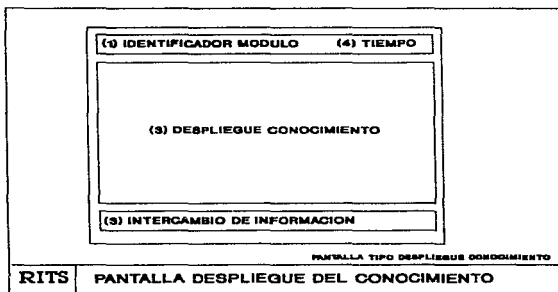 (1) IDENTIFICADOR MODULO (4) TIEMPO
(3) DESPLIEGUE CONOCIMIENTO
(3) INTERCAMBIO DE INFORMACION
PANTALLA TIPO DESPLIEGUE CONOCIMIENTO
RITS PANTALLA DESPLIEGUE DEL CONOCIMIENTO